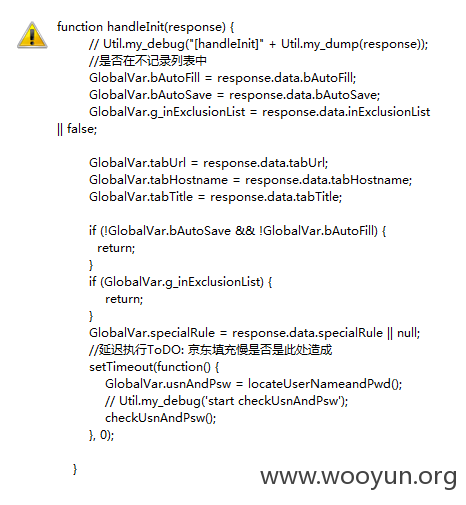 function handleInit(response) {
// Util.my_debug("[handleInit]" + Util.my_dump(response));
//是否在不记录列表中
GlobalVar.bAutoFill = response.data.bAutoFill;
GlobalVar.bAutoSave = response.data.bAutoSave;
GlobalVar.g_inExclusionList = response.data.inExclusionList
|| false;
GlobalVar.tabUrl = response.data.tabUrl;
GlobalVar.tabHostname = response.data.tabHostname;
GlobalVar.tabTitle = response.data.tabTitle;
if (!GlobalVar.bAutoSave && !GlobalVar.bAutoFill) {
return;
}
if (GlobalVar.g_inExclusionList) {
return;
}
GlobalVar.specialRule = response.data.specialRule || null;
//延迟执行ToDO: 京东填充慢是否是此处造成
setTimeout(function() {
GlobalVar.usnAndPsw = locateUserNameandPwd();
// Util.my_debug('start checkUsnAndPsw');
checkUsnAndPsw();
}, 0);
}
www.wooyun.org